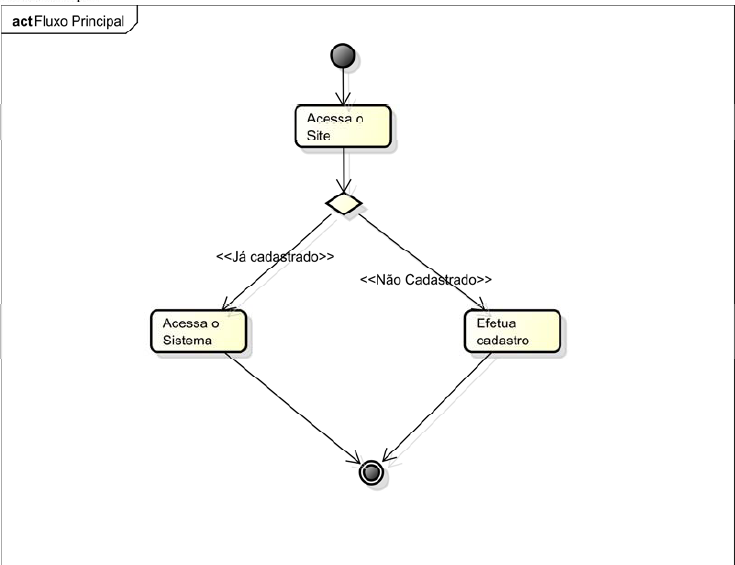 act Fluxo Principal
Acessa o
Site
<<Já cadastrado>>
<<Não Cadastrado>>
Acessa o
Sistema
Efetua
cadastro